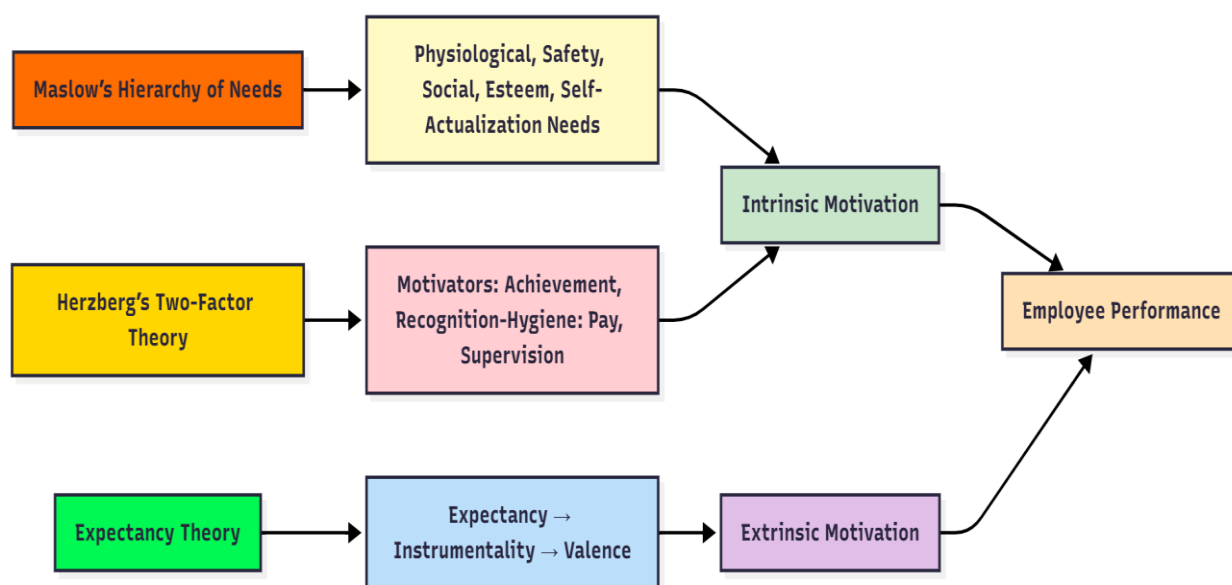 Maslow’s Hierarchy of Needs
Physiological, Safety,
Social, Esteem, Self-
Actualization Needs
Intrinsic Motivation
Herzberg’s Two-Factor
Theory
Motivators: Achievement,
Recognition-Hygiene: Pay,
Supervision
Employee Performance
Expectancy Theory
Expectancy →
Instrumentality → Valence
Extrinsic Motivation